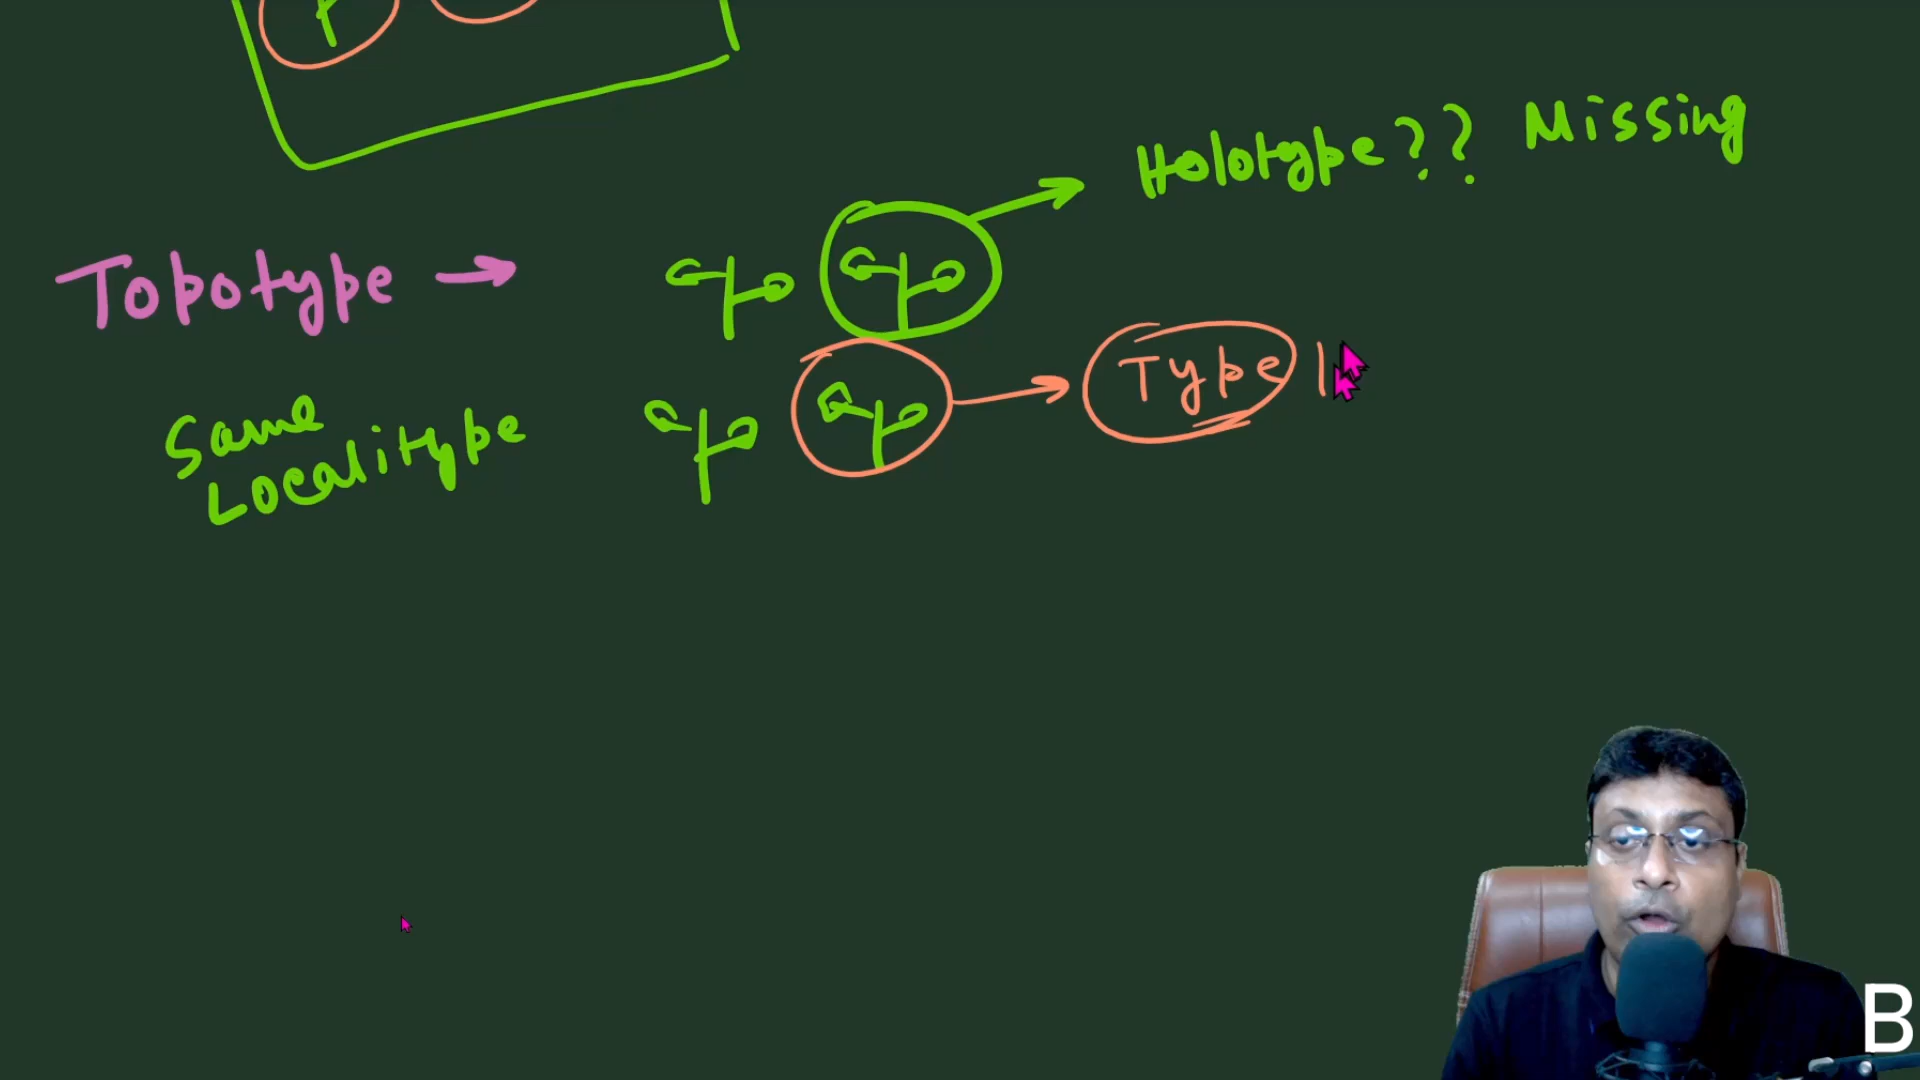 Holotype?? Missing
Topotype →
Type
Same
Localitype
B